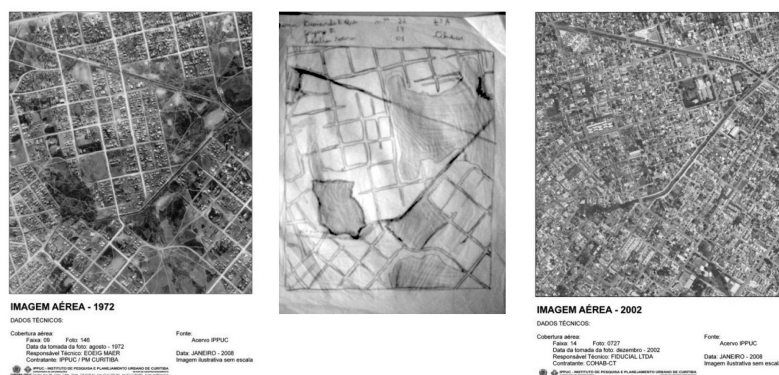 IMAGEM AÉREA - 1972
DADOS TÉCNICOS:
Cobertura aérea:
Faixa: 09 Foto: 146
Data da tomada da foto: agosto - 1972
Responsável Técnico: EOEIG MAER
Contratante: IPPUC / PM CURITIBA
Fonte:
Acervo IPPUC
Data: JANEIRO - 2008
Imagem ilustrativa sem escala
IPPUC - INSTITUTO DE PESQUISA E PLANEJAMENTO URBANO DE CURITIBA
IMAGEM AÉREA - 2002
DADOS TÉCNICOS:
Cobertura aérea:
Faixa: 14 Foto: 0727
Data da tomada da foto: dezembro - 2002
Responsável Técnico: FIDUCIAL LTDA
Contratante: COHAB-CT
Fonte:
Acervo IPPUC
Data: JANEIRO - 2008
Imagem ilustrativa sem escal
IPPUC - INSTITUTO DE PESQUISA E PLANEJAMENTO URBANO DE CURITIBA